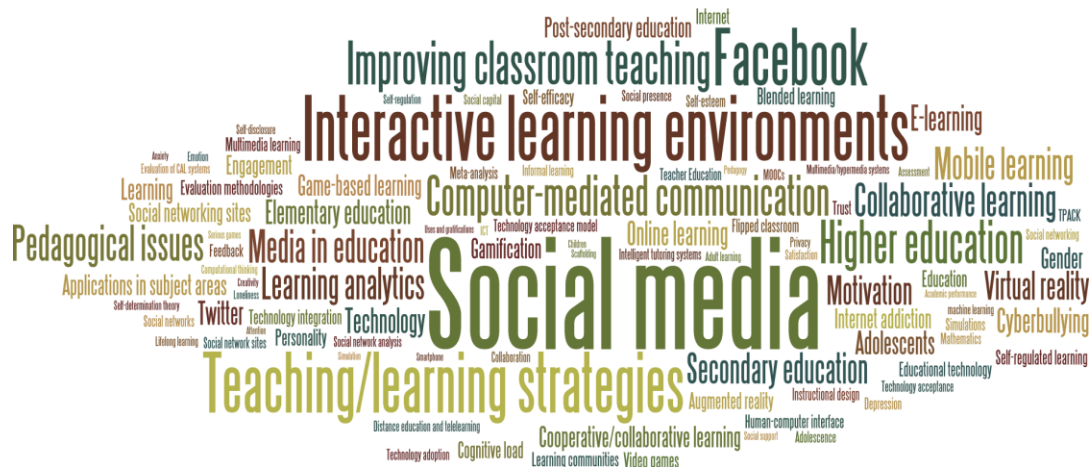 Internet
Post-secondary education
Improving classroom teaching
Facebook
Self-regulation
Social capital
Self-efficacy
Social presence
Self-esteem
Blended learning
Interactive learning environments
E-learning
Self-disclosure
Multimedia learning
Anxiety
Emotion
Evaluation of CAL systems
Engagement
Meta-analysis
Informal learning
Teacher Education
Pedagogy
MOOCs
Multimedia/hypermedia systems
Assessment
Mobile learning
Learning
Evaluation methodologies
Game-based learning
Computer-mediated communication
Trust
Collaborative learning
TPACK
Social networking sites
Elementary education
Uses and gratifications
ICT
Technology acceptance model
Online learning
Flipped classroom
Pedagogical issues
Serious games
Feedback
Media in education
Gamification
Children
Scaffolding
Intelligent tutoring systems
Adult learning
Privacy
Satisfaction
Higher education
Social networking
Gender
Computational thinking
Applications in subject areas
Creativity
Loneliness
Learning analytics
Social media
Motivation
Education
Academic performance
Virtual reality
Self-determination theory
Social networks
Twitter
Technology integration
Attention
Technology
Internet addiction
machine learning
Simulations
Mathematics
Cyberbullying
Lifelong learning
Social network sites
Personality
Social network analysis
Adolescents
Simulation
Smartphone
Collaboration
Secondary education
Educational technology
Self-regulated learning
Technology acceptance
Teaching/learning strategies
Augmented reality
Instructional design
Depression
Distance education and telelearning
Human-computer interface
Cooperative/collaborative learning
Social support
Adolescence
Technology adoption
Cognitive load
Learning communities
Video games